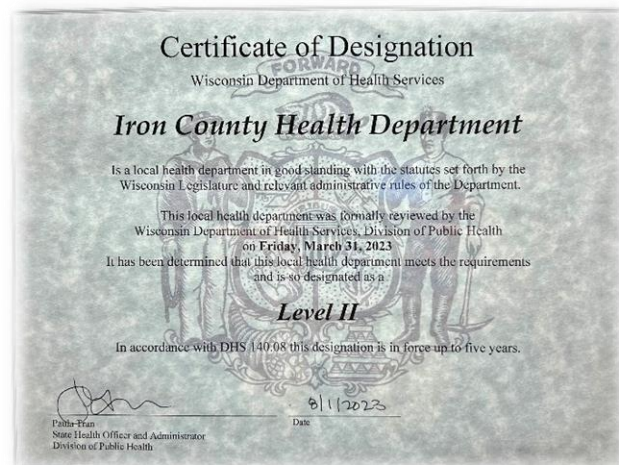 Certificate of Designation
FORWARD
Wisconsin Department of Health Services
Iron County Health Department
Is a local health department in good standing with the statutes set forth by the
Wisconsin Legislature and relevant administrative rules of the Department.
This local health department was formally reviewed by the
Wisconsin Department of Health Services, Division of Public Health
on Friday, March 31, 2023
It has been determined that this local health department meets the requirements
and is so designated as a
Level II
In accordance with DHS 140.08 this designation is in force up to five years.
8/1/2023
Paula Tran
Date
State Health Officer and Administrator
Division of Public Health